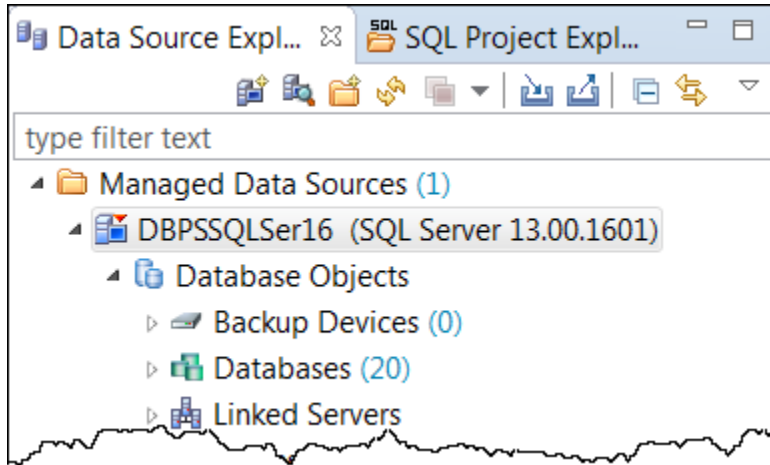 Data Source Expl... SQL Project Expl...
type filter text
Managed Data Sources (1)
DBPSSQLSer16 (SQL Server 13.00.1601)
Database Objects
Backup Devices (0)
Databases (20)
Linked Servers